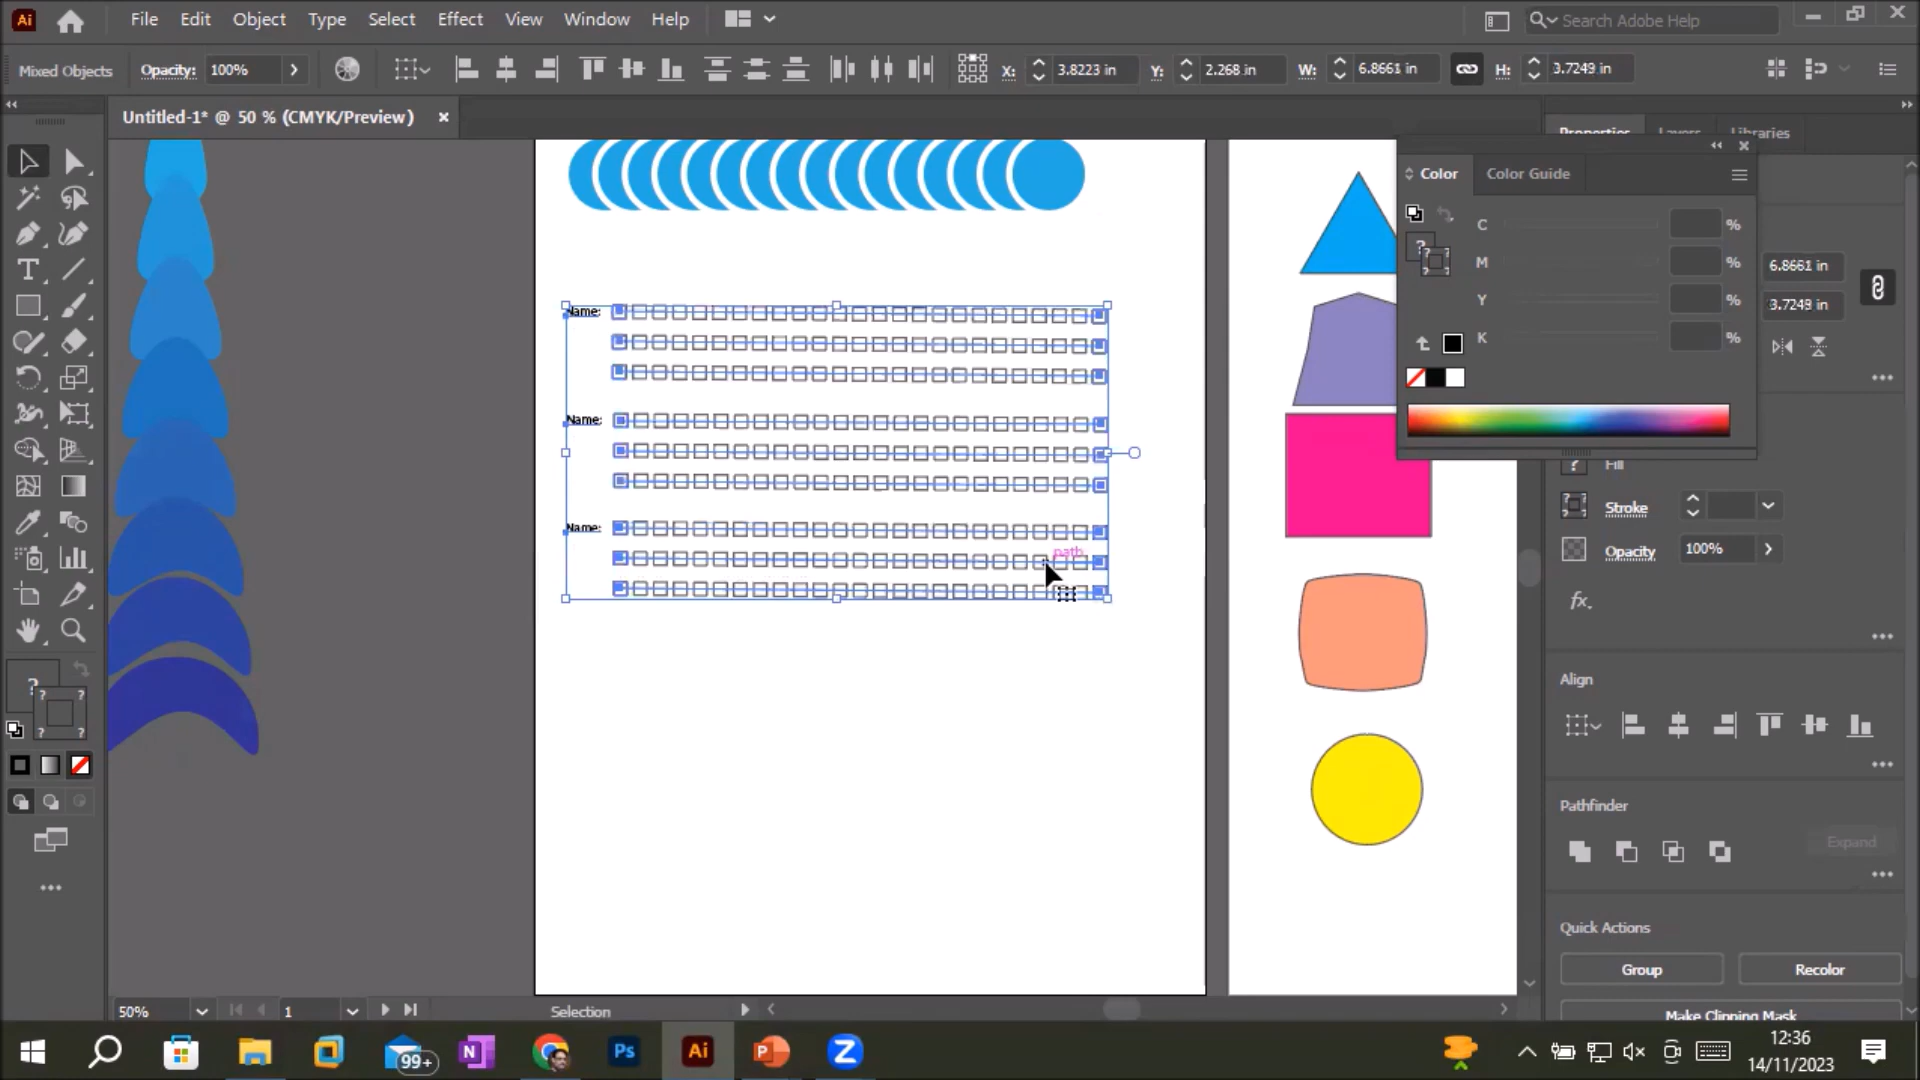 Ai File Edit Object Type Select Effect View Window Help Search Adobe Help
Mixed Objects Opacity: 100% X: 3.8223 in Y: 2.268 in W: 6.8661 in H: 3.7249 in
Untitled-1* @ 50 % (CMYK/Preview)
Properties Layers Libraries
Color Color Guide
C %
M %
Y %
K %
6.8661 in
3.7249 in
Name:
Name:
Name:
path
Fill
Stroke
Opacity 100%
fx.
Align
Pathfinder
Expand
Quick Actions
Group Recolor
Make Clipping Mask
50% 1 Selection
99+ N Ps Ai P Z
12:36
14/11/2023